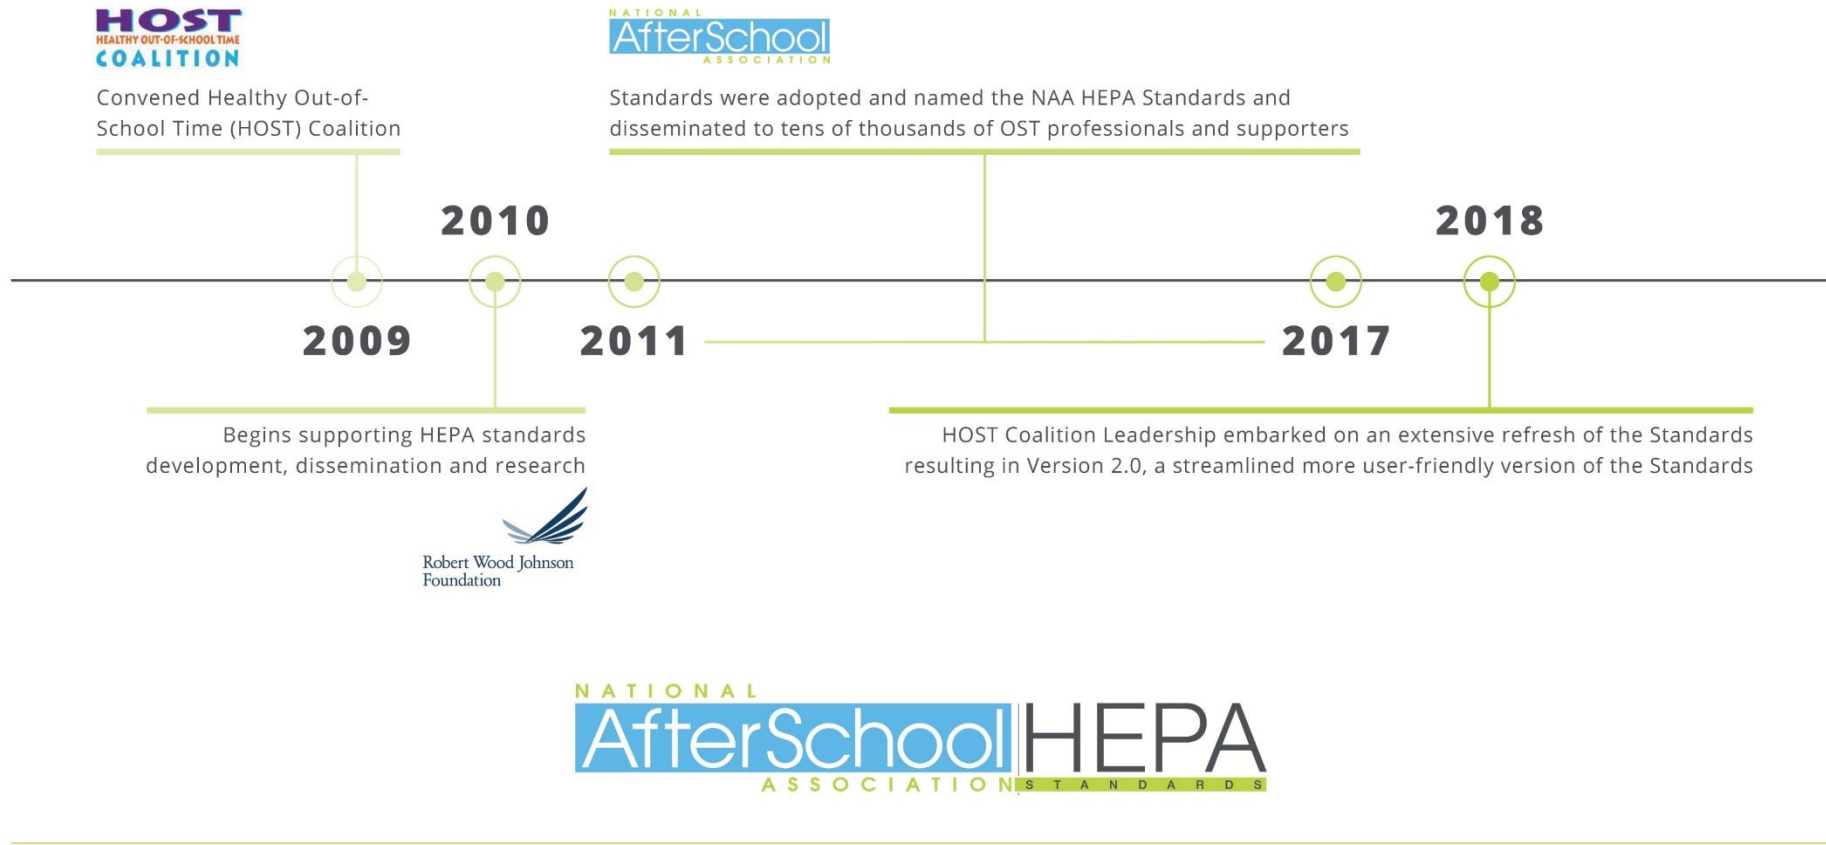 HOST
HEALTHY OUT-OF-SCHOOL TIME
COALITION
Convened Healthy Out-of-
School Time (HOST) Coalition
NATIONAL
AfterSchool
ASSOCIATION
Standards were adopted and named the NAA HEPA Standards and
disseminated to tens of thousands of OST professionals and supporters
2010
2018
2009
2011
2017
Begins supporting HEPA standards
development, dissemination and research
Robert Wood Johnson
Foundation
HOST Coalition Leadership embarked on an extensive refresh of the Standards
resulting in Version 2.0, a streamlined more user-friendly version of the Standards
NATIONAL
AfterSchool HEPA
ASSOCIATION STANDARDS